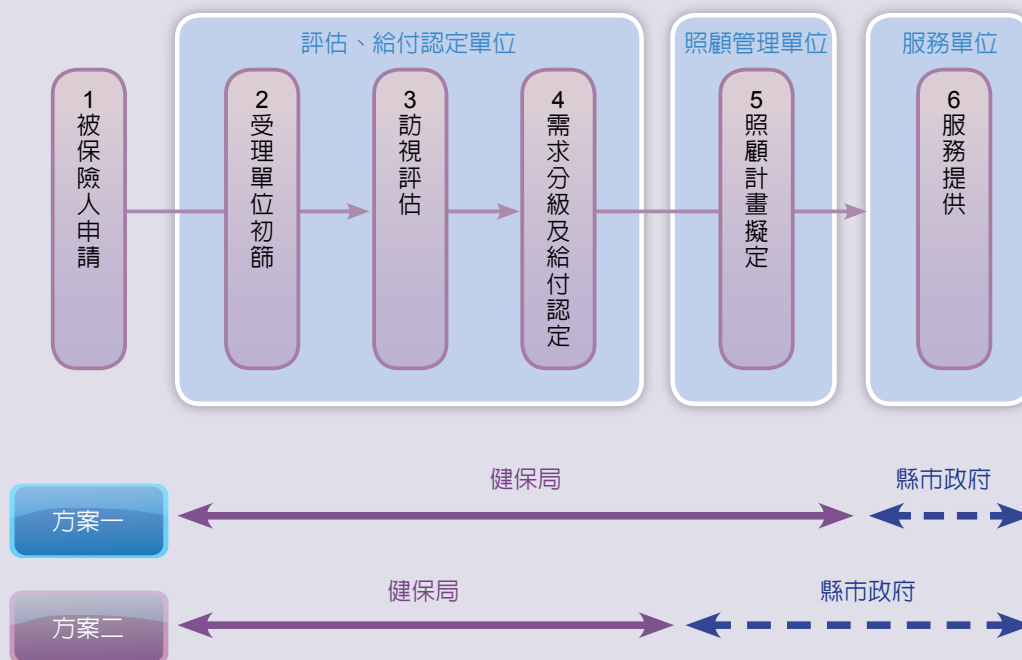 評估、給付認定單位
照顧管理單位
服務單位
1
被保險人申請
2
受理單位初篩
3
訪視評估
4
需求分級及給付認定
5
照顧計畫擬定
6
服務提供
健保局
縣市政府
方案一
健保局
縣市政府
方案二